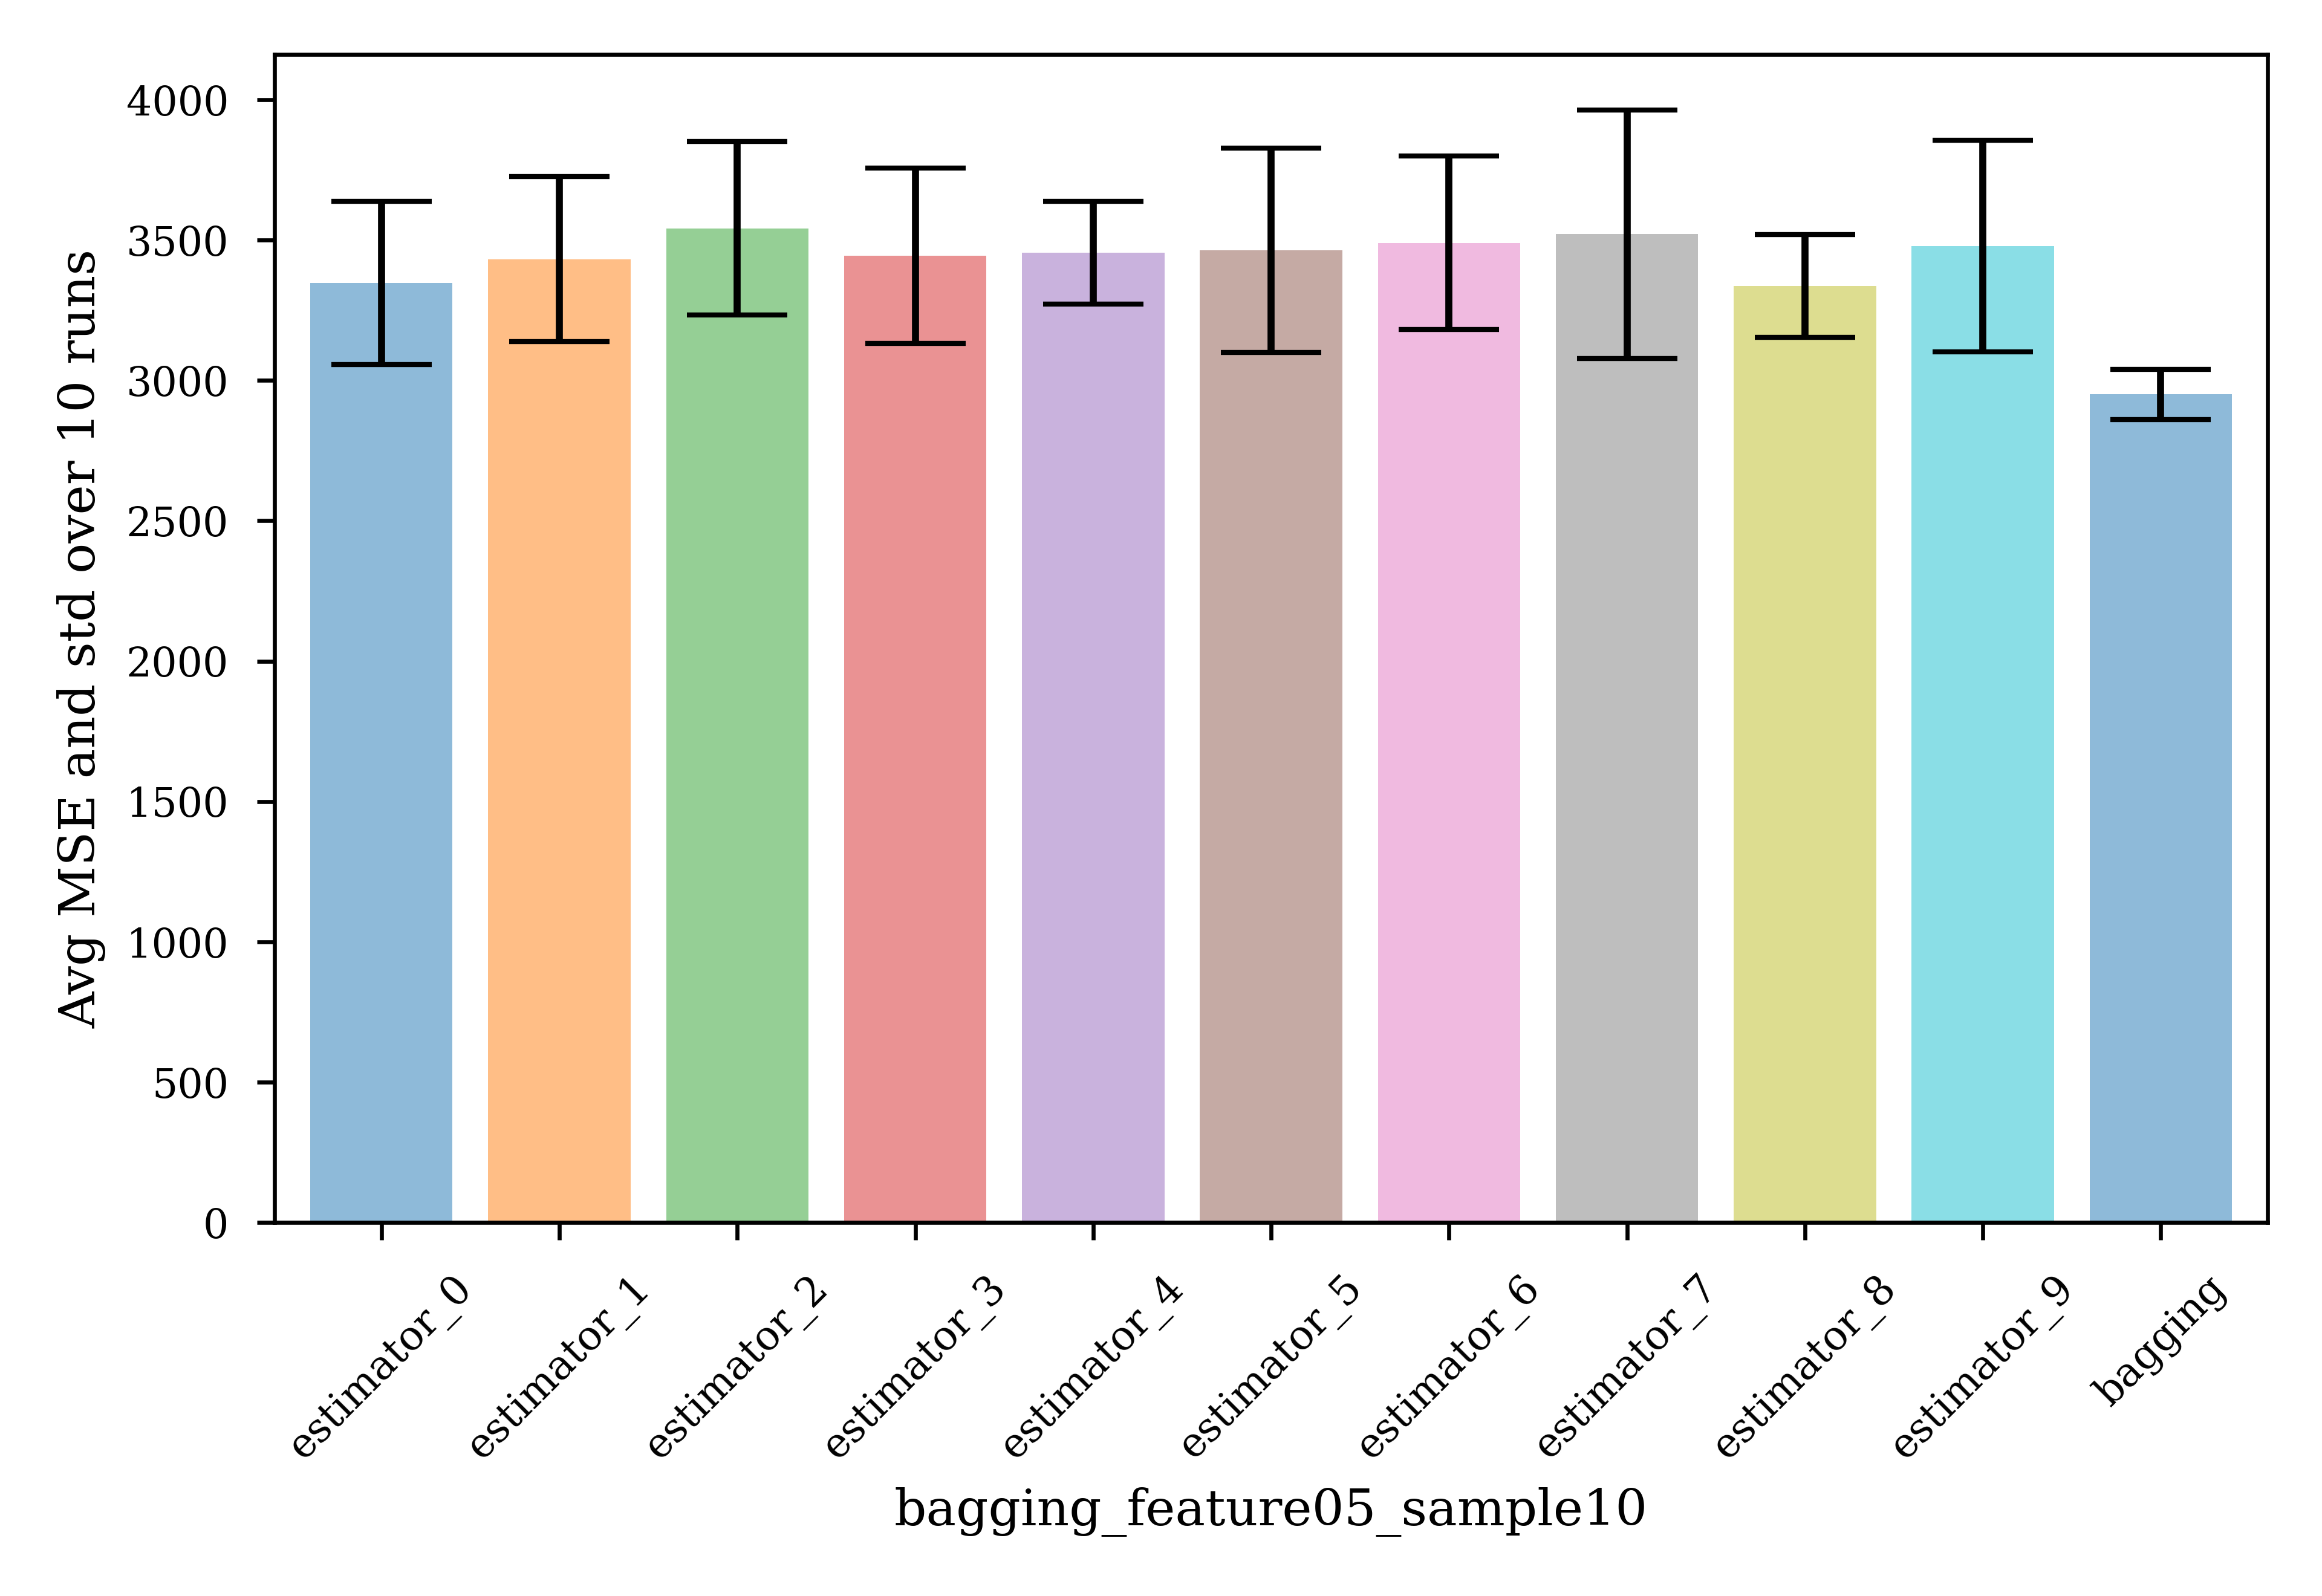 Avg MSE and std over 10 runs
4000
3500
3000
2500
2000
1500
1000
500
0
estimator_0
estimator_1
estimator_2
estimator_3
estimator_4
estimator_5
estimator_6
estimator_7
estimator_8
estimator_9
bagging
bagging_feature05_sample10